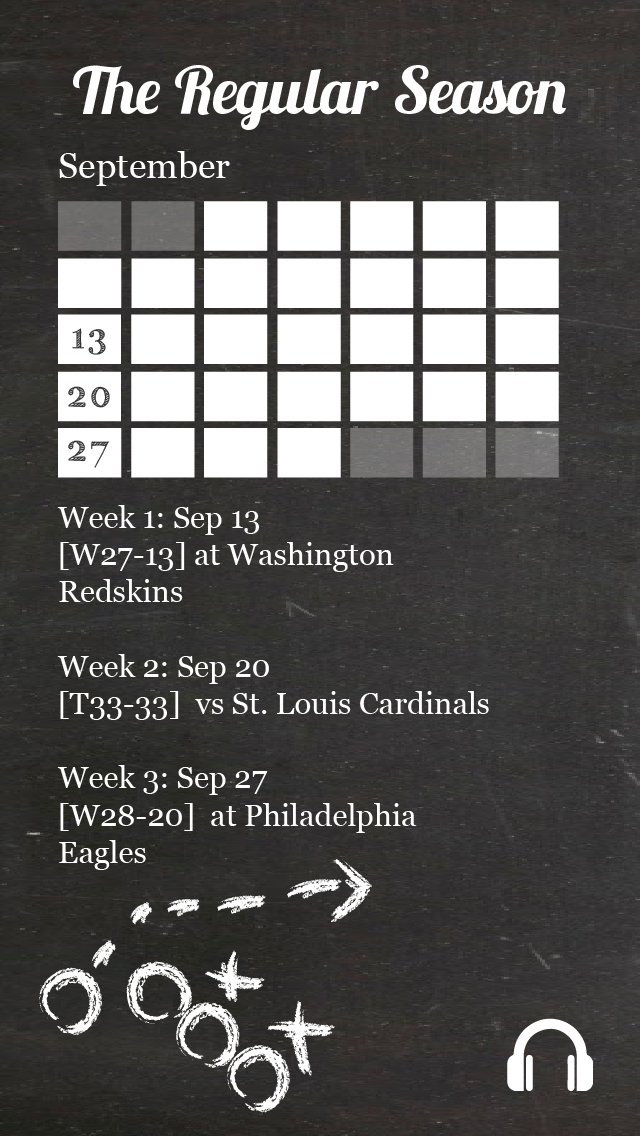 The Regular Season
September
13
20
27
Week 1: Sep 13
[W27-13] at Washington
Redskins
Week 2: Sep 20
[T33-33]  vs St. Louis Cardinals
Week 3: Sep 27
[W28-20]  at Philadelphia
Eagles